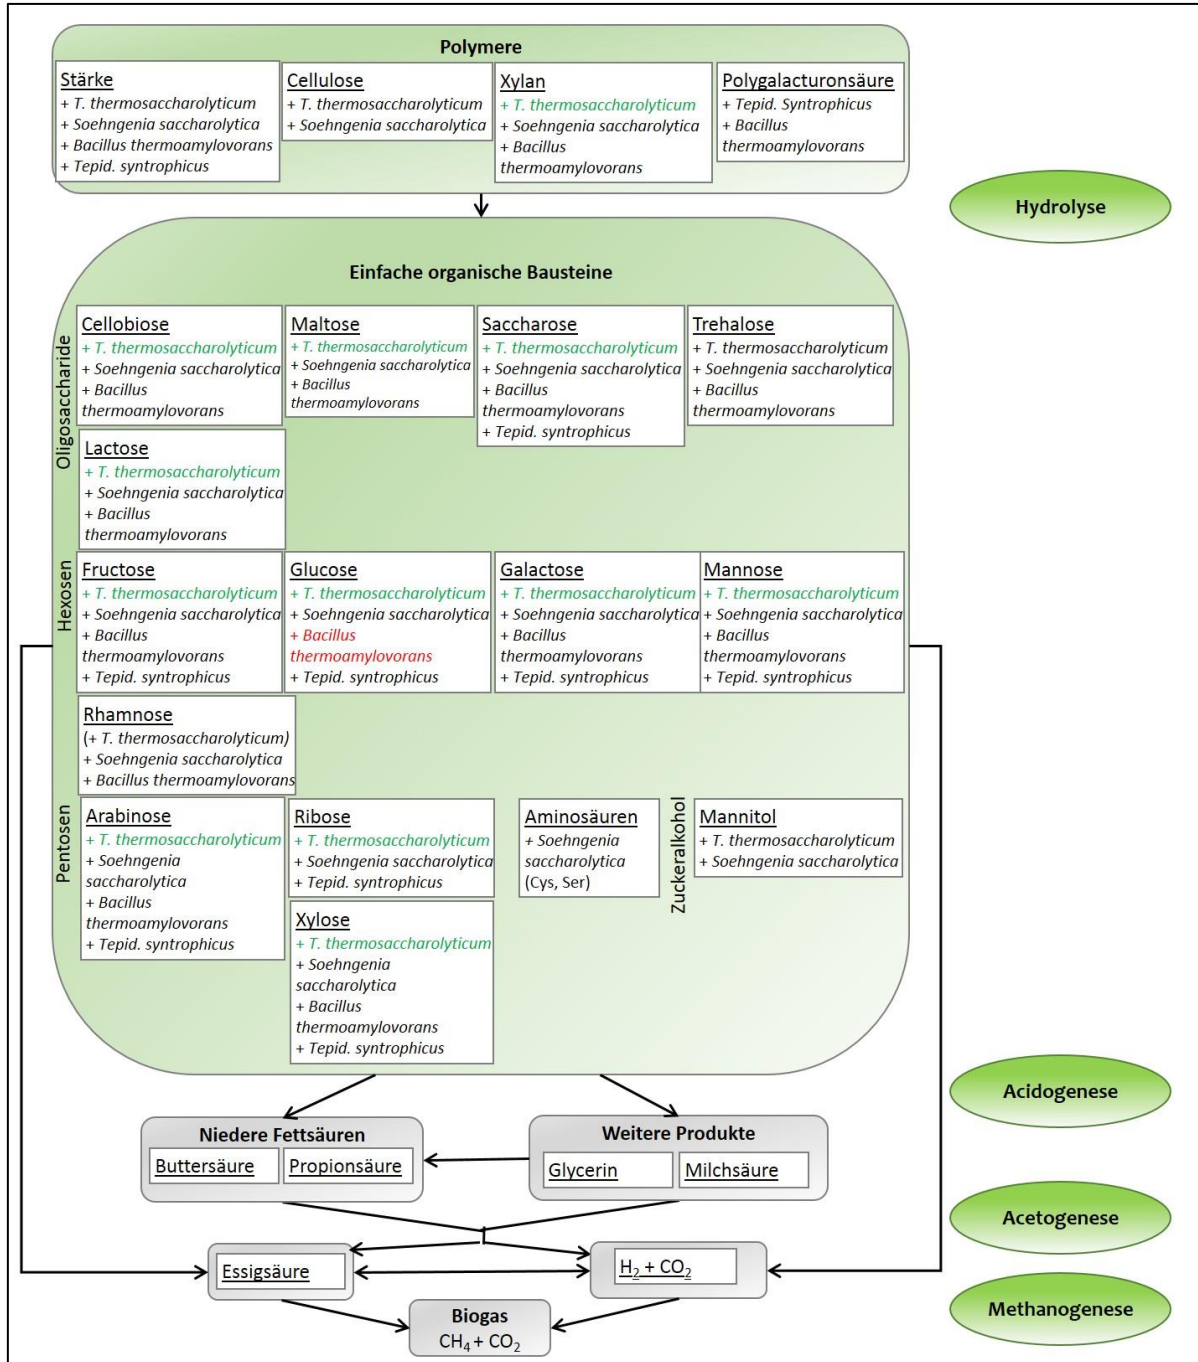 Polymere
Stärke
+ T. thermosaccharolyticum
+ Soehngenia saccharolytica
+ Bacillus thermoamylovorans
+ Tepid. syntrophicus
Cellulose
+ T. thermosaccharolyticum
+ Soehngenia saccharolytica
Xylan
+ T. thermosaccharolyticum
+ Soehngenia saccharolytica
+ Bacillus
thermoamylovorans
Polygalacturonsäure
+ Tepid. Syntrophicus
+ Bacillus
thermoamylovorans
Hydrolyse
Einfache organische Bausteine
Oligosaccharide
Cellobiose
+ T. thermosaccharolyticum
+ Soehngenia saccharolytica
+ Bacillus
thermoamylovorans
Maltose
+ T. thermosaccharolyticum
+ Soehngenia saccharolytica
+ Bacillus
thermoamylovorans
Saccharose
+ T. thermosaccharolyticum
+ Soehngenia saccharolytica
+ Bacillus
thermoamylovorans
+ Tepid. syntrophicus
Trehalose
+ T. thermosaccharolyticum
+ Soehngenia saccharolytica
+ Bacillus
thermoamylovorans
Lactose
+ T. thermosaccharolyticum
+ Soehngenia saccharolytica
+ Bacillus
thermoamylovorans
Hexosen
Fructose
+ T. thermosaccharolyticum
+ Soehngenia saccharolytica
+ Bacillus
thermoamylovorans
+ Tepid. syntrophicus
Glucose
+ T. thermosaccharolyticum
+ Soehngenia saccharolytica
+ Bacillus
thermoamylovorans
+ Tepid. syntrophicus
Galactose
+ T. thermosaccharolyticum
+ Soehngenia saccharolytica
+ Bacillus
thermoamylovorans
+ Tepid. syntrophicus
Mannose
+ T. thermosaccharolyticum
+ Soehngenia saccharolytica
+ Bacillus
thermoamylovorans
+ Tepid. syntrophicus
Rhamnose
(+ T. thermosaccharolyticum)
+ Soehngenia saccharolytica
+ Bacillus thermoamylovorans
Pentosen
Arabinose
+ T. thermosaccharolyticum
+ Soehngenia
saccharolytica
+ Bacillus
thermoamylovorans
+ Tepid. syntrophicus
Ribose
+ T. thermosaccharolyticum
+ Soehngenia saccharolytica
+ Tepid. syntrophicus
Aminosäuren
+ Soehngenia
saccharolytica
(Cys, Ser)
Zuckeralkohol
Mannitol
+ T. thermosaccharolyticum
+ Soehngenia saccharolytica
Xylose
+ T. thermosaccharolyticum
+ Soehngenia
saccharolytica
+ Bacillus
thermoamylovorans
+ Tepid. syntrophicus
Acidogenese
Niedere Fettsäuren
Buttersäure
Propionsäure
Weitere Produkte
Glycerin
Milchsäure
Acetogenese
Essigsäure
H₂ + CO₂
Methanogenese
Biogas
CH₄ + CO₂